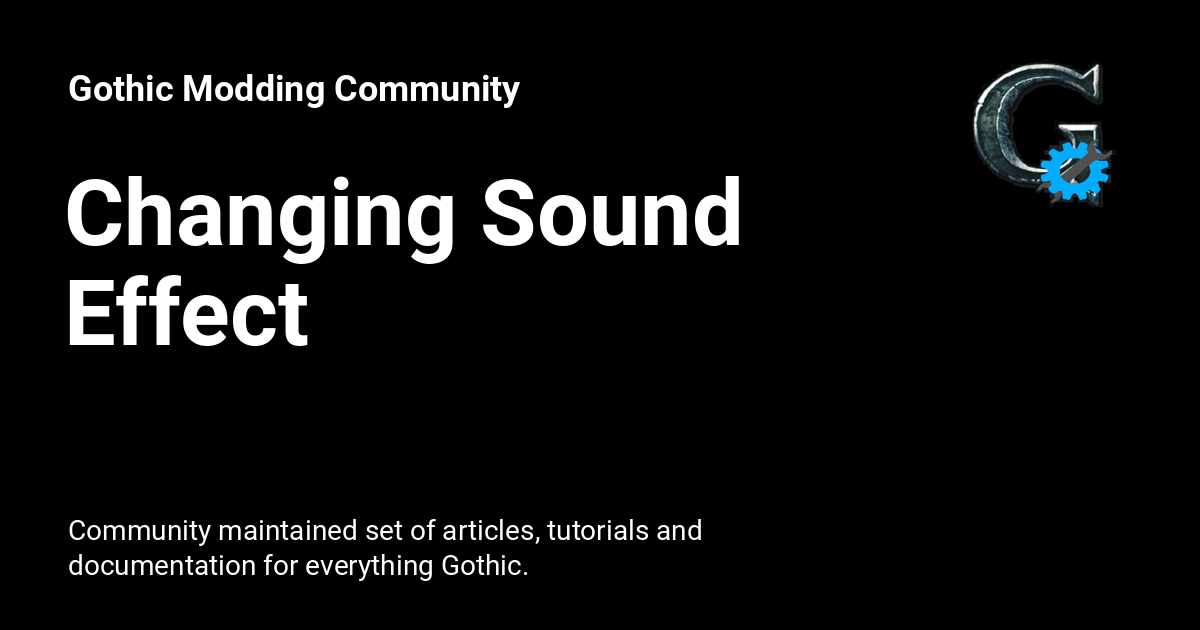 Gothic Modding Community
Changing Sound
Effect
Community maintained set of articles, tutorials and
documentation for everything Gothic.
G